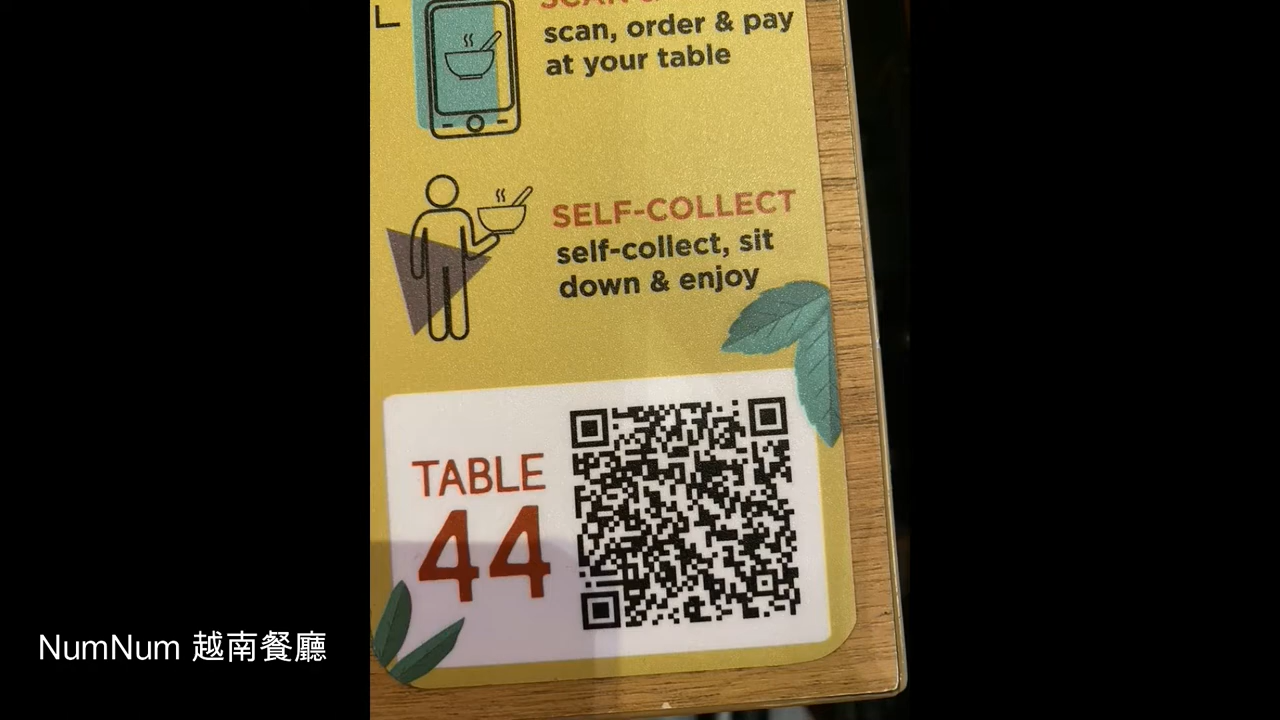 scan, order & pay
at your table
SELF-COLLECT
self-collect, sit
down & enjoy
TABLE
44
NumNum 越南餐廳